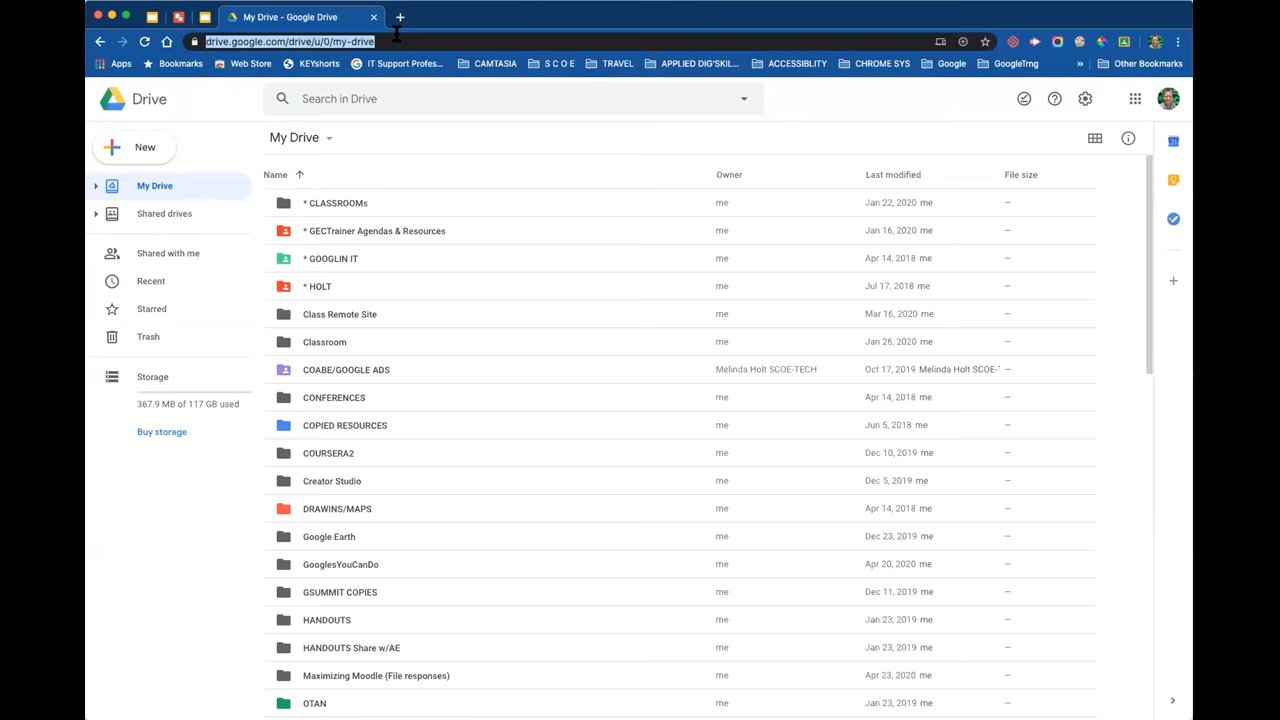 My Drive - Google Drive
drive.google.com/drive/u/0/my-drive
Apps Bookmarks Web Store KEYshorts IT Support Profes... CAMTASIA S C O E TRAVEL APPLIED DIG'SKIL... ACCESSIBLITY CHROME SYS Google GoogleTrng » Other Bookmarks
Drive
Search in Drive
New
My Drive
Shared drives
Shared with me
Recent
Starred
Trash
Storage
367.9 MB of 117 GB used
Buy storage
My Drive
Name Owner Last modified File size
* CLASSROOMs me Jan 22, 2020 me —
* GECTrainer Agendas & Resources me Jan 16, 2020 me —
* GOOGLIN IT me Apr 14, 2018 me —
* HOLT me Jul 17, 2018 me —
Class Remote Site me Mar 16, 2020 me —
Classroom me Jan 26, 2020 me —
COABE/GOOGLE ADS Melinda Holt SCOE-TECH Oct 17, 2019 Melinda Holt SCOE-T —
CONFERENCES me Apr 14, 2018 me —
COPIED RESOURCES me Jun 5, 2018 me —
COURSERA2 me Dec 10, 2019 me —
Creator Studio me Dec 5, 2019 me —
DRAWINS/MAPS me Apr 14, 2018 me —
Google Earth me Dec 23, 2019 me —
GooglesYouCanDo me Apr 20, 2020 me —
GSUMMIT COPIES me Dec 11, 2019 me —
HANDOUTS me Jan 23, 2019 me —
HANDOUTS Share w/AE me Jan 23, 2019 me —
Maximizing Moodle (File responses) me Apr 23, 2020 me —
OTAN me Jan 23, 2019 me —